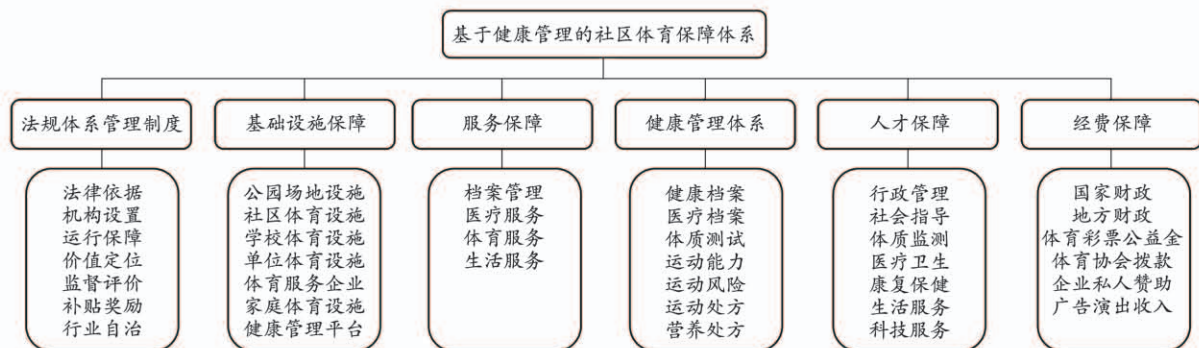 基于健康管理的社区体育保障体系
法规体系管理制度
基础设施保障
服务保障
健康管理体系
人才保障
经费保障
法律依据
机构设置
运行保障
价值定位
监督评价
补贴奖励
行业自治
公园场地设施
社区体育设施
学校体育设施
单位体育设施
体育服务企业
家庭体育设施
健康管理平台
档案管理
医疗服务
体育服务
生活服务
健康档案
医疗档案
体质测试
运动能力
运动风险
运动处方
营养处方
行政管理
社会指导
体质监测
医疗卫生
康复保健
生活服务
科技服务
国家财政
地方财政
体育彩票公益金
体育协会拨款
企业私人赞助
广告演出收入